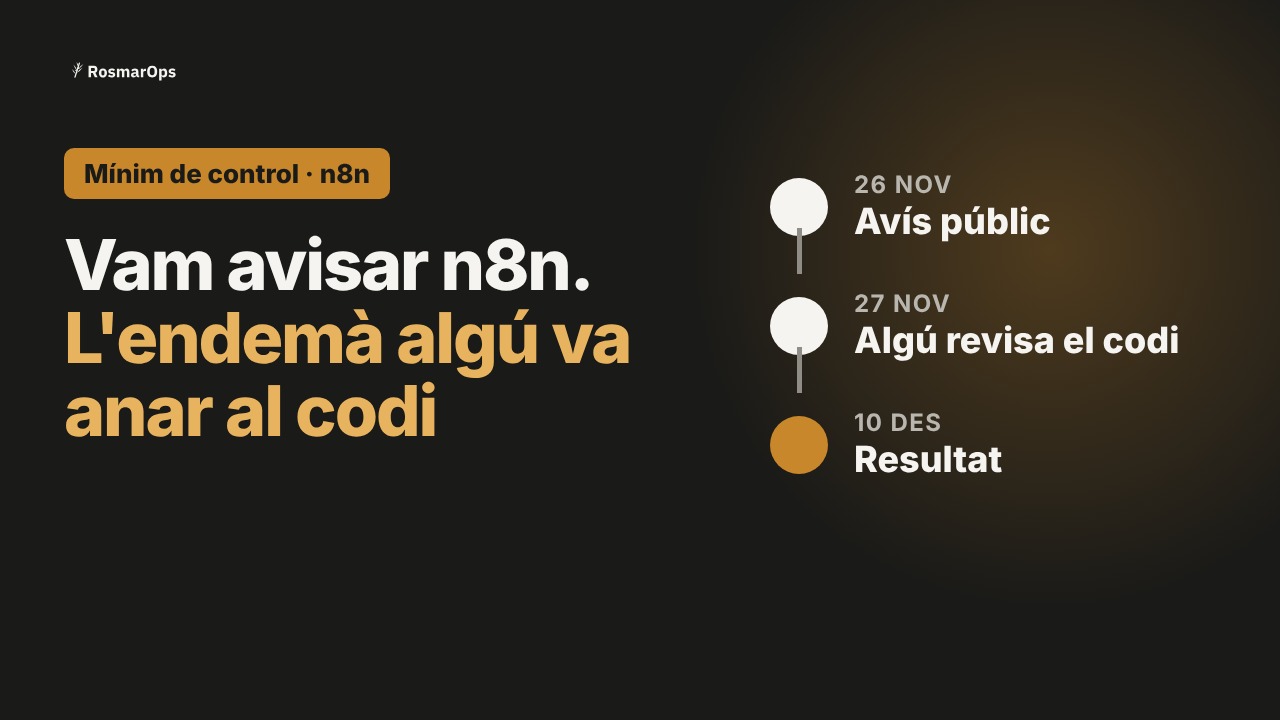 RosmarOps
Mínim de control · n8n
Vam avisar n8n.
L'endemà algú va
anar al codi
26 NOV
Avís públic
27 NOV
Algú revisa el codi
10 DES
Resultat